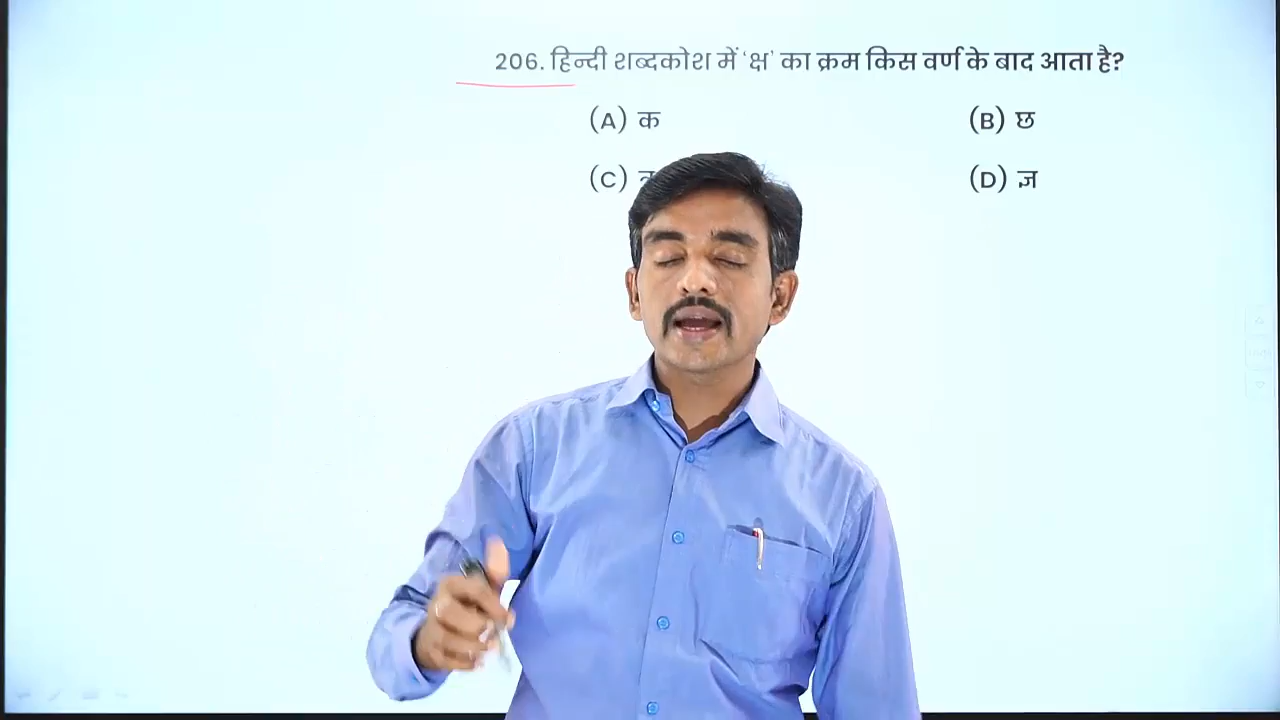 206. हिन्दी शब्दकोश में 'क्ष' का क्रम किस वर्ण के बाद आता है?
(A) क
(B) छ
(C)
(D) ज्ञ